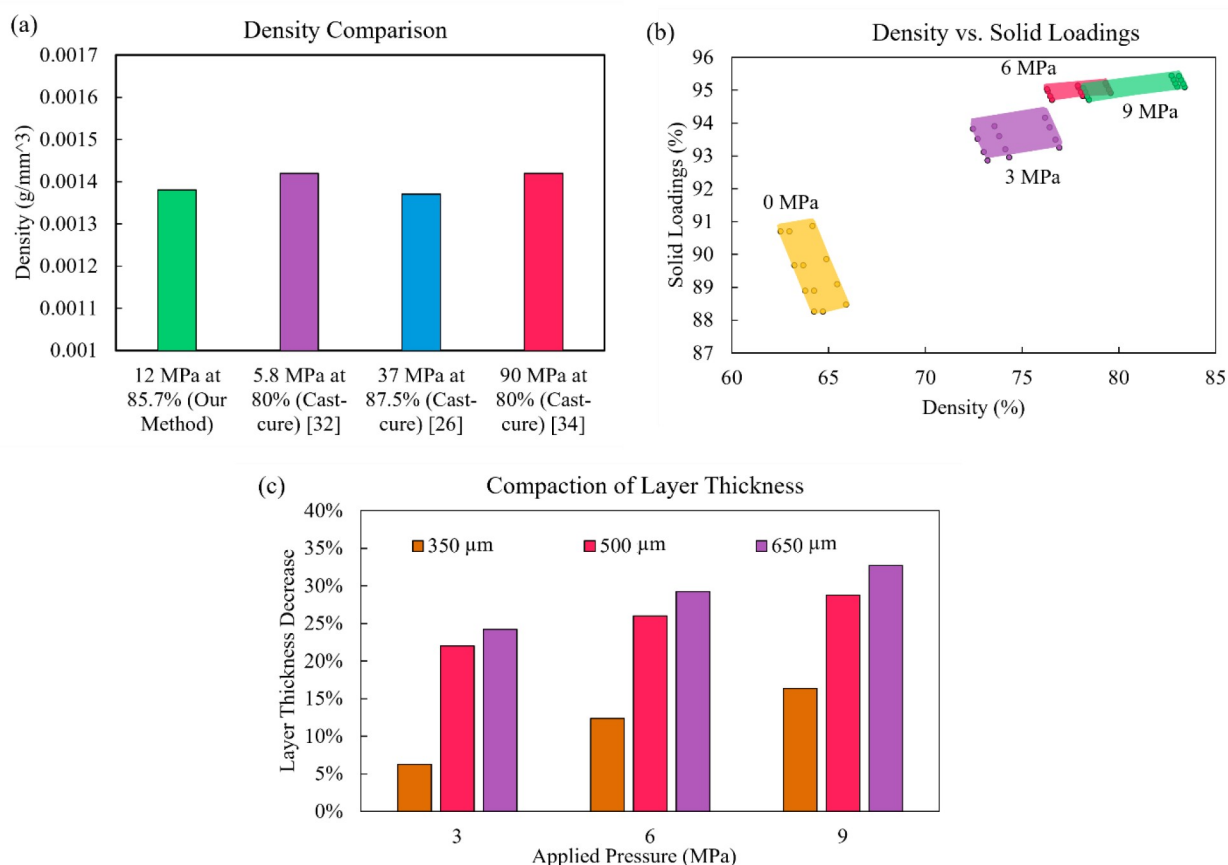 (a)
Density Comparison
Density (g/mm^3)
0.0017
0.0016
0.0015
0.0014
0.0013
0.0012
0.0011
0.001
12 MPa at
85.7% (Our
Method)
5.8 MPa at
80% (Cast-
cure) [32]
37 MPa at
87.5% (Cast-
cure) [26]
90 MPa at
80% (Cast-
cure) [34]
(b)
Density vs. Solid Loadings
Solid Loadings (%)
96
95
94
93
92
91
90
89
88
87
6 MPa
9 MPa
3 MPa
0 MPa
60
65
70
75
80
85
Density (%)
(c)
Compaction of Layer Thickness
Layer Thickness Decrease
40%
35%
30%
25%
20%
15%
10%
5%
0%
350 µm
500 µm
650 µm
3
6
9
Applied Pressure (MPa)